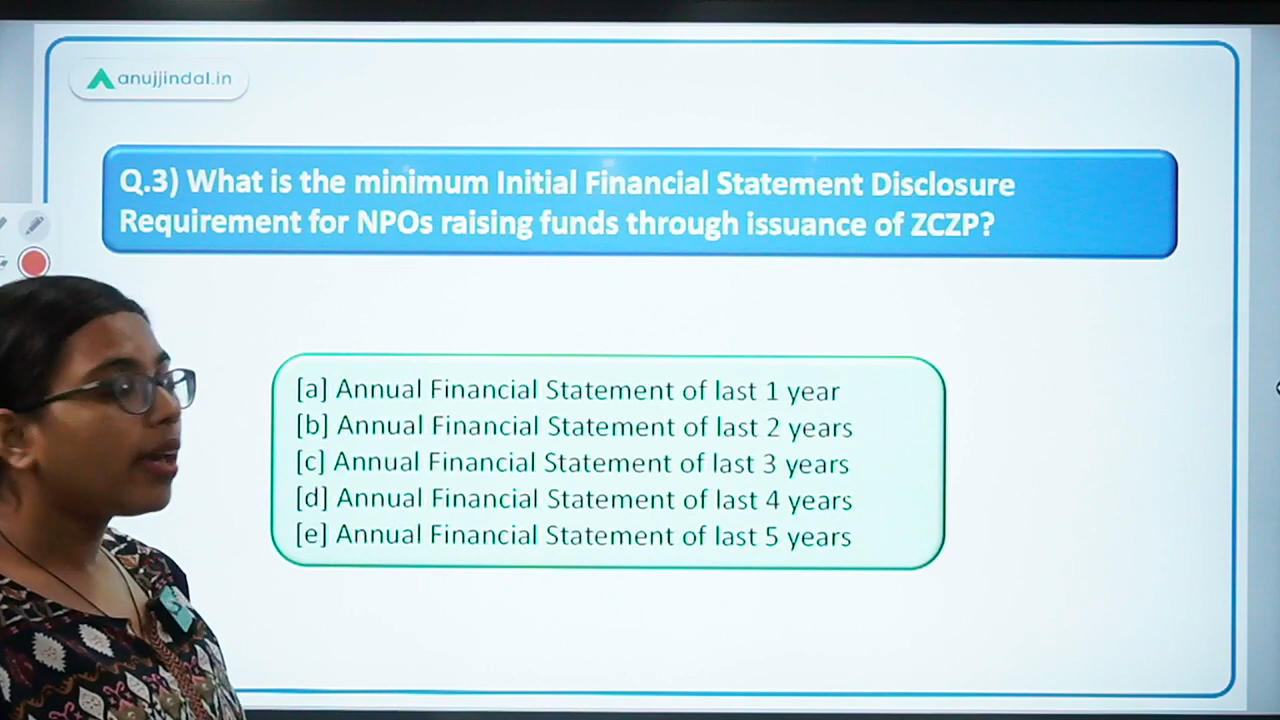 anujjindal.in
Q.3) What is the minimum Initial Financial Statement Disclosure
Requirement for NPOs raising funds through issuance of ZCZP?
[a] Annual Financial Statement of last 1 year
[b] Annual Financial Statement of last 2 years
[c] Annual Financial Statement of last 3 years
[d] Annual Financial Statement of last 4 years
[e] Annual Financial Statement of last 5 years